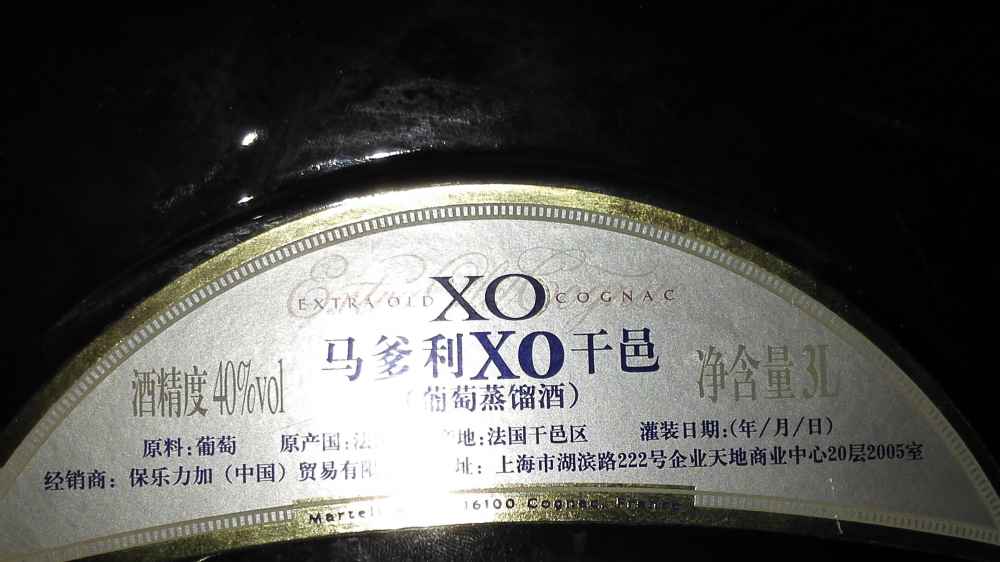 EXTRA OLD XO COGNAC
马爹利XO干邑
酒精度 40%vol
(葡萄蒸馏酒)
净含量 3L
原料:葡萄 原产国:法 地:法国干邑区 灌装日期:(年/月/日)
经销商: 保乐力加 (中国) 贸易有限 址: 上海市湖滨路222号企业天地商业中心20层2005室
Martell 16100 Cognac, France